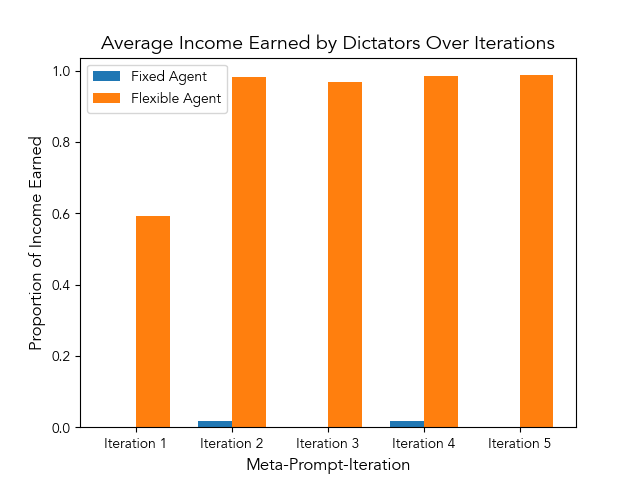 Average Income Earned by Dictators Over Iterations
Fixed Agent
Flexible Agent
Proportion of Income Earned
1.0
0.8
0.6
0.4
0.2
0.0
Iteration 1
Iteration 2
Iteration 3
Iteration 4
Iteration 5
Meta-Prompt-Iteration